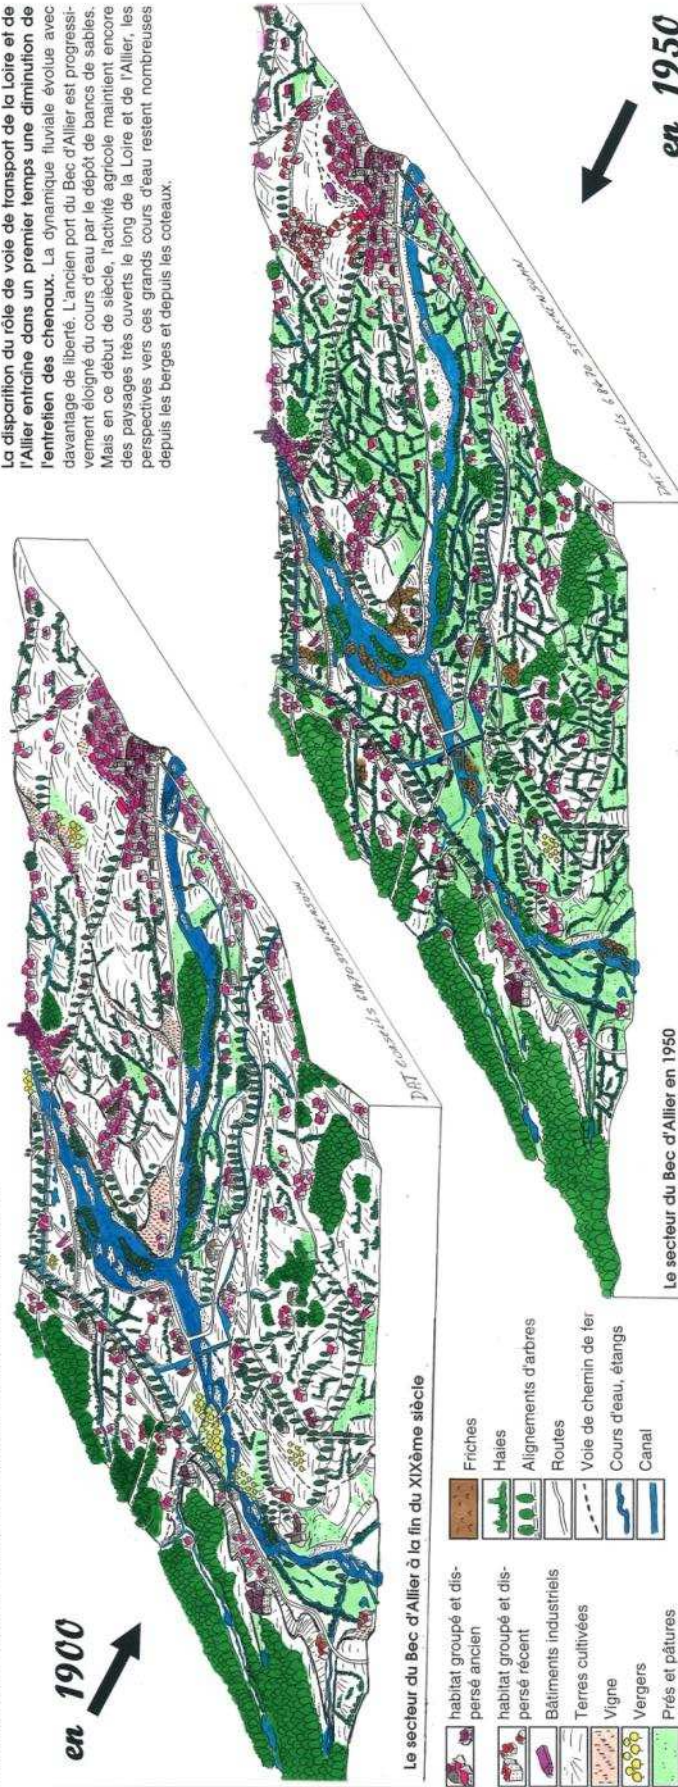 La disparition du rôle de voie de transport de la Loire et de
l'Allier entraîne dans un premier temps une diminution de
l'entretien des chenaux. La dynamique fluviale évolue avec
davantage de liberté. L'ancien port du Bec d'Allier est progressi-
vement éloigné du cours d'eau par le dépôt de bancs de sables.
Mais en ce début de siècle, l'activité agricole maintient encore
des paysages très ouverts le long de la Loire et de l'Allier, les
perspectives vers ces grands cours d'eau restent nombreuses
depuis les berges et depuis les coteaux.
en 1900
DAT CONSEILS
Le secteur du Bec d'Allier à la fin du XIXème siècle
en 1950
DAT CONSEILS
Le secteur du Bec d'Allier en 1950
habitat groupé et dis-
persé ancien
habitat groupé et dis-
persé récent
Bâtiments industriels
Terres cultivées
Vigne
Vergers
Prés et pâtures
Friches
Haies
Alignements d'arbres
Routes
Voie de chemin de fer
Cours d'eau, étangs
Canal